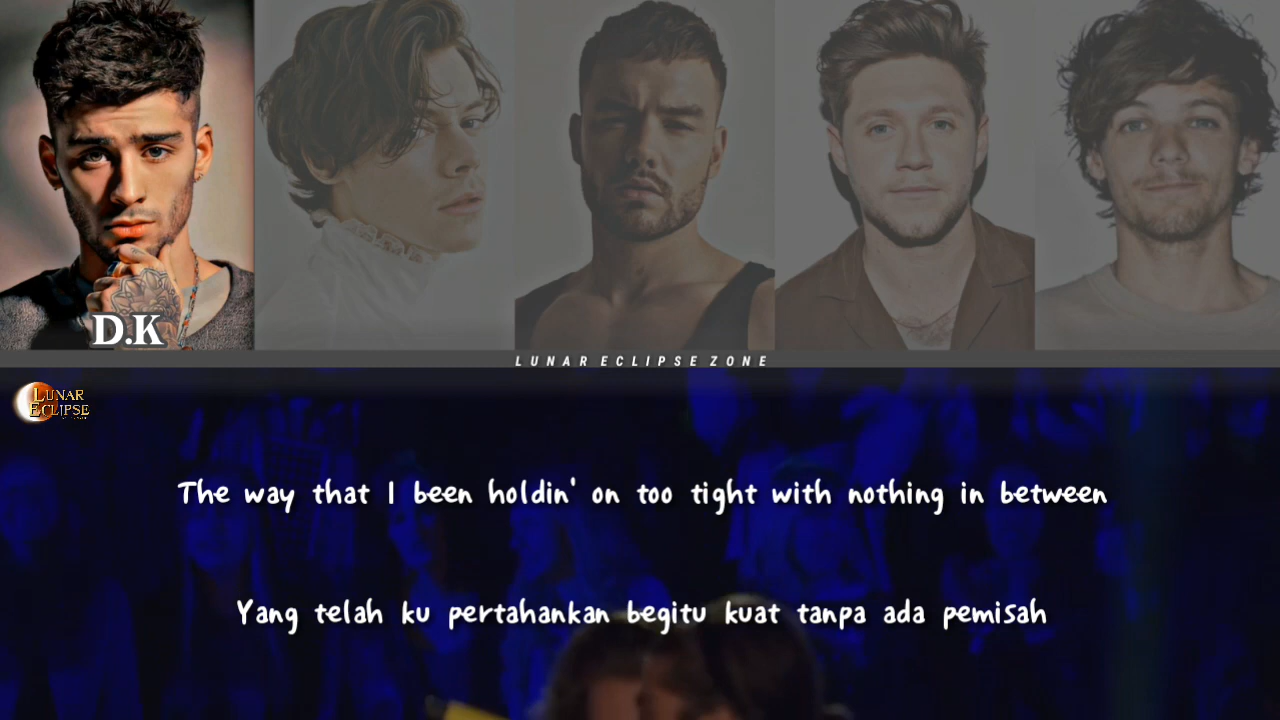 D.K
LUNAR ECLIPSE ZONE
LUNAR
ECLIPSE
The way that I been holdin' on too tight with nothing in between
Yang telah ku pertahankan begitu kuat tanpa ada pemisah